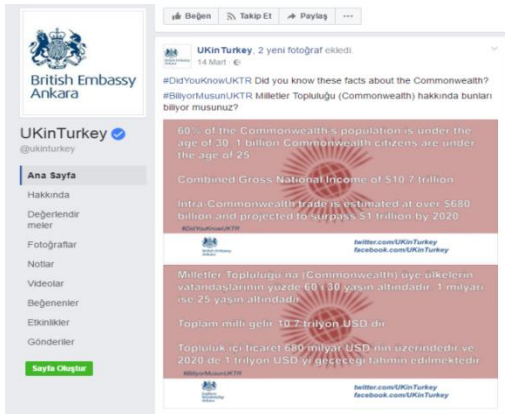 British Embassy
Ankara
UKinTurkey
@ukinturkey
Ana Sayfa
Hakkında
Değerlendir
meler
Fotoğraflar
Notlar
Videolar
Beğenenler
Etkinlikler
Gönderiler
Sayfa Oluştur
Beğen Takip Et Paylaş ...
UKinTurkey, 2 yeni fotoğraf ekledi.
14 Mart
#DidYouKnowUKTR Did you know these facts about the Commonwealth?
#BiliyorMusunUKTR Milletler Topluluğu (Commonwealth) hakkında bunları
biliyor musunuz?
60% of the Commonwealth's population is under the
age of 30. 1 billion Commonwealth citizens are under
the age of 25
Combined Gross National Income of $10.7 trillion
Intra-Commonwealth trade is estimated at over $680
billion and projected to surpass $1 trillion by 2020
#DidYouKnowUKTR
British Embassy
Ankara
twitter.com/UKinTurkey
facebook.com/UKinTurkey
Milletler Topluluğu'na (Commonwealth) üye ülkelerin
vatandaşlarının yüzde 60'ı 30 yaşın altındadır. 1 milyarı
ise 25 yaşın altındadır
Toplam milli gelir 10.7 trilyon USD'dir
Topluluk içi ticaret 680 milyar USD'nin üzerindedir ve
2020'de 1 trilyon USD'yi geçeceği tahmin edilmektedir
#BiliyorMusunUKTR
Ankara
twitter.com/UKinTurkey
facebook.com/UKinTurkey